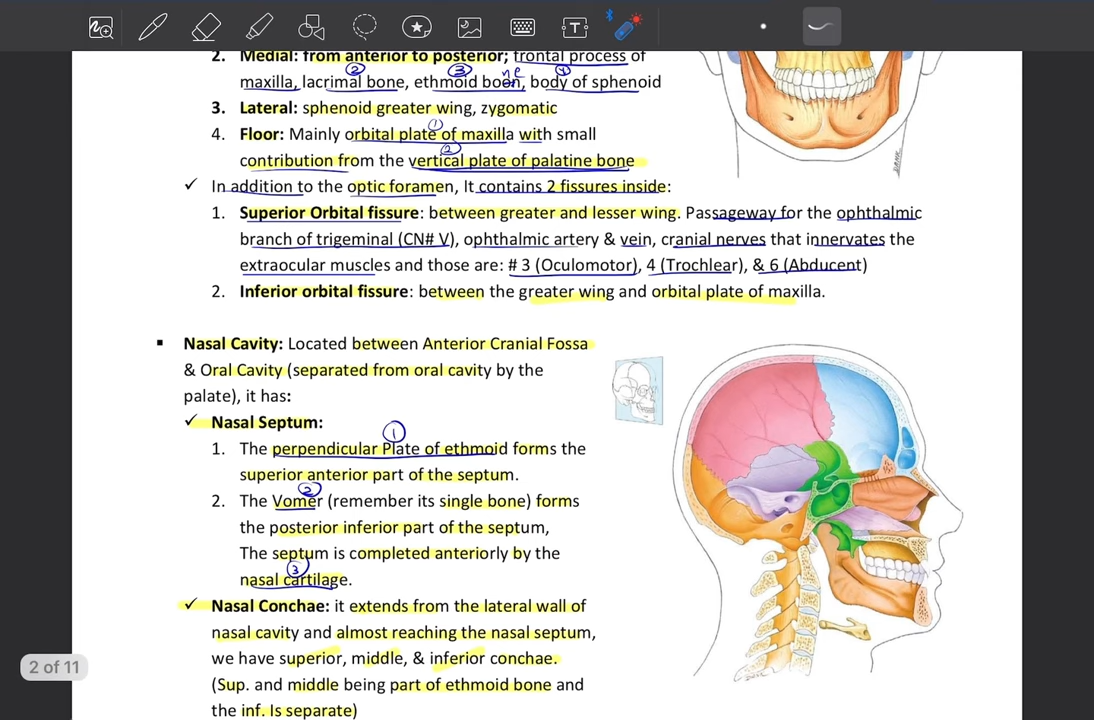 2. Medial: from anterior to posterior; frontal process of
② ③ ne ④
maxilla, lacrimal bone, ethmoid boen, body of sphenoid
3. Lateral: sphenoid greater wing, zygomatic
①
4. Floor: Mainly orbital plate of maxilla with small
②
contribution from the vertical plate of palatine bone
✓ In addition to the optic foramen, It contains 2 fissures inside:
1. Superior Orbital fissure: between greater and lesser wing. Passageway for the ophthalmic
branch of trigeminal (CN# V), ophthalmic artery & vein, cranial nerves that innervates the
extraocular muscles and those are: # 3 (Oculomotor), 4 (Trochlear), & 6 (Abducent)
2. Inferior orbital fissure: between the greater wing and orbital plate of maxilla.
▪ Nasal Cavity: Located between Anterior Cranial Fossa
& Oral Cavity (separated from oral cavity by the
palate), it has:
✓ Nasal Septum:
①
1. The perpendicular Plate of ethmoid forms the
superior anterior part of the septum.
②
2. The Vomer (remember its single bone) forms
the posterior inferior part of the septum,
The septum is completed anteriorly by the
③
nasal cartilage.
✓ Nasal Conchae: it extends from the lateral wall of
nasal cavity and almost reaching the nasal septum,
we have superior, middle, & inferior conchae.
(Sup. and middle being part of ethmoid bone and
the inf. Is separate)
2 of 11
T